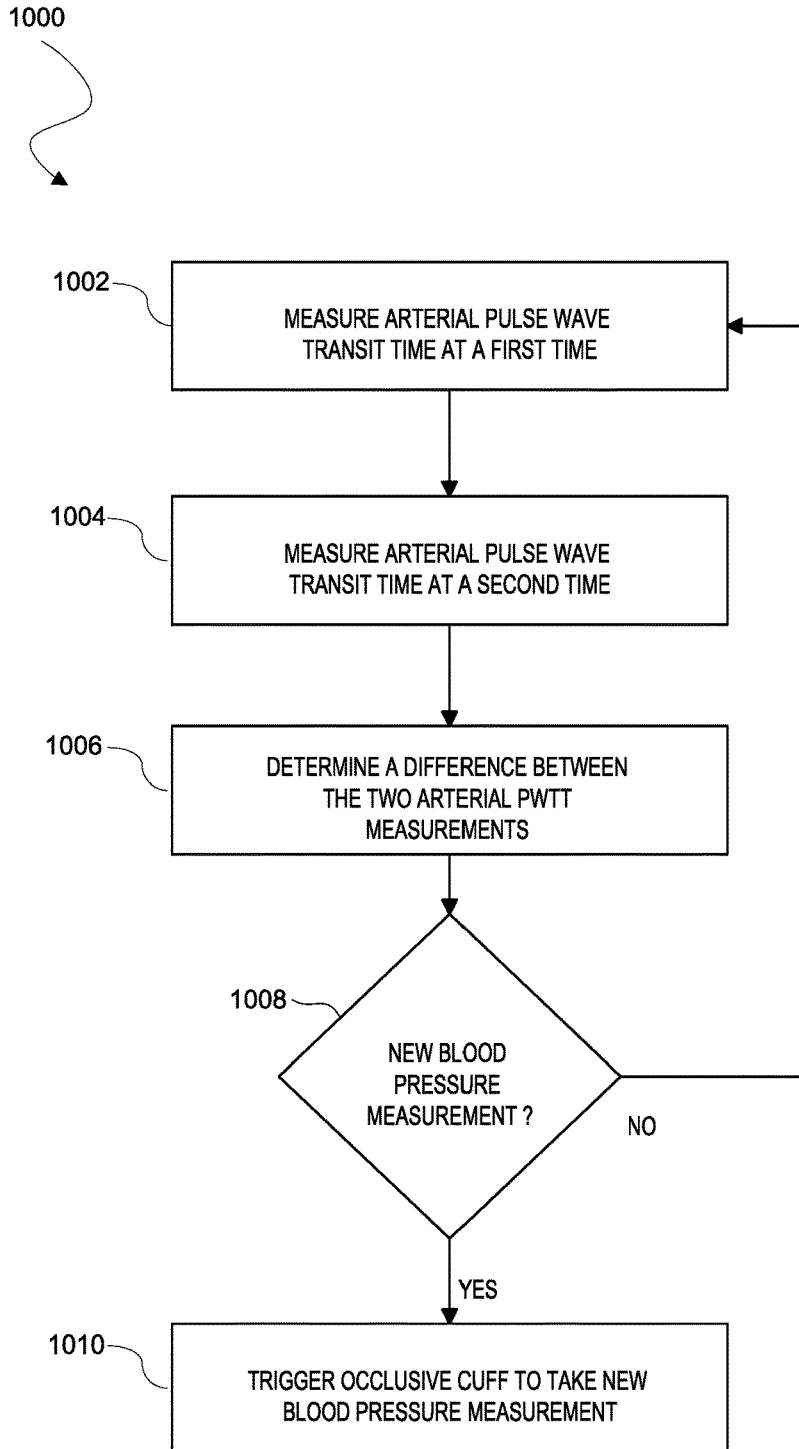 1000
1002
MEASURE ARTERIAL PULSE WAVE
TRANSIT TIME AT A FIRST TIME
1004
MEASURE ARTERIAL PULSE WAVE
TRANSIT TIME AT A SECOND TIME
1006
DETERMINE A DIFFERENCE BETWEEN
THE TWO ARTERIAL PWTT
MEASUREMENTS
1008
NEW BLOOD
PRESSURE
MEASUREMENT ?
NO
YES
1010
TRIGGER OCCLUSIVE CUFF TO TAKE NEW
BLOOD PRESSURE MEASUREMENT